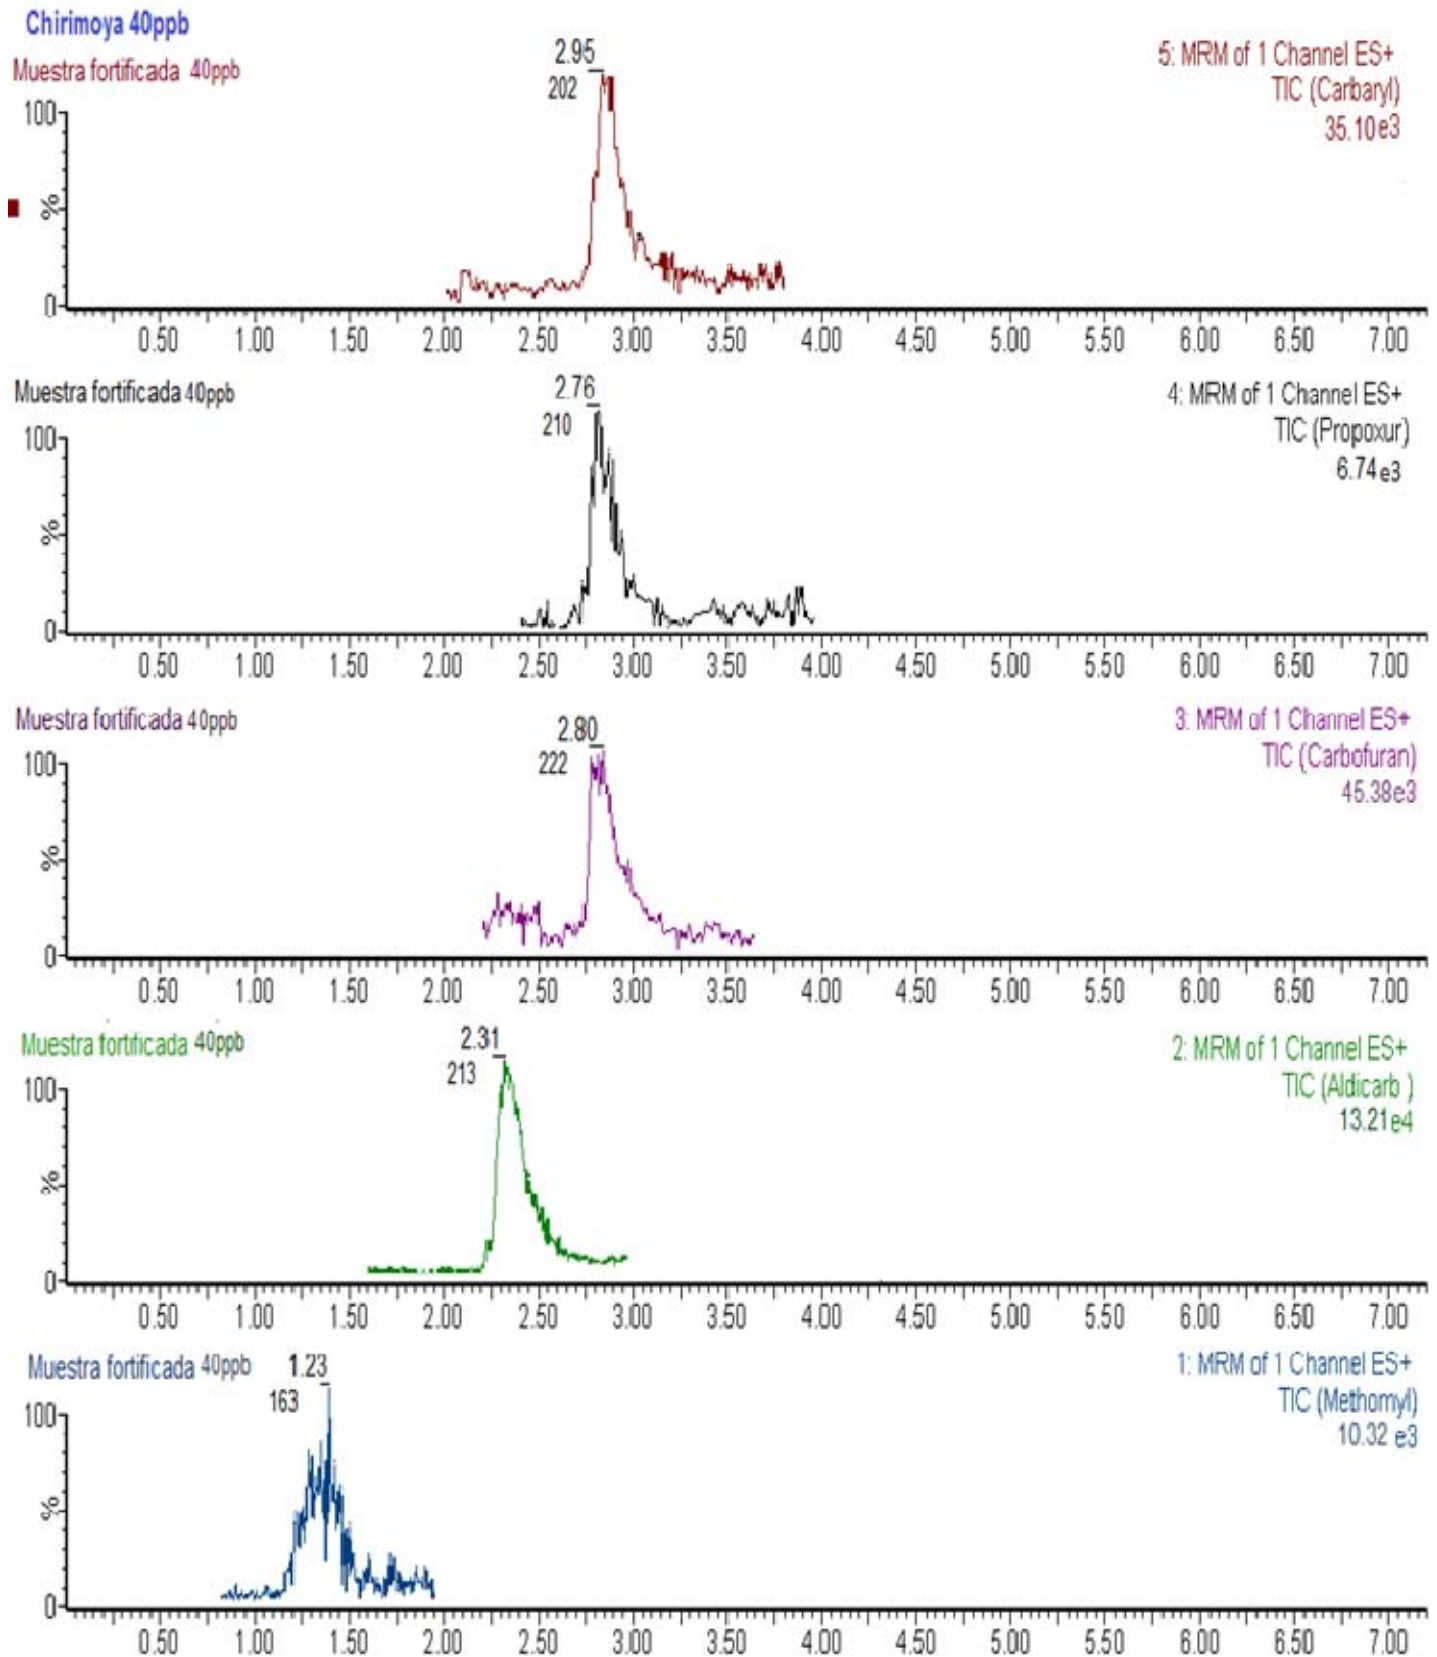 Chirimoya 40ppb
Muestra fortificada 40ppb
2.95
202
5: MRM of 1 Channel ES+
TIC (Carbaryl)
35.10e3
100
%
0
0.50 1.00 1.50 2.00 2.50 3.00 3.50 4.00 4.50 5.00 5.50 6.00 6.50 7.00
Muestra fortificada 40ppb
2.76
210
4: MRM of 1 Channel ES+
TIC (Propoxur)
6.74e3
100
%
0
0.50 1.00 1.50 2.00 2.50 3.00 3.50 4.00 4.50 5.00 5.50 6.00 6.50 7.00
Muestra fortificada 40ppb
2.80
222
3: MRM of 1 Channel ES+
TIC (Carbofuran)
45.38e3
100
%
0
0.50 1.00 1.50 2.00 2.50 3.00 3.50 4.00 4.50 5.00 5.50 6.00 6.50 7.00
Muestra fortificada 40ppb
2.31
213
2: MRM of 1 Channel ES+
TIC (Aldicarb )
13.21e4
100
%
0
0.50 1.00 1.50 2.00 2.50 3.00 3.50 4.00 4.50 5.00 5.50 6.00 6.50 7.00
Muestra fortificada 40ppb
1.23
163
1: MRM of 1 Channel ES+
TIC (Methomyl)
10.32 e3
100
%
0
0.50 1.00 1.50 2.00 2.50 3.00 3.50 4.00 4.50 5.00 5.50 6.00 6.50 7.00